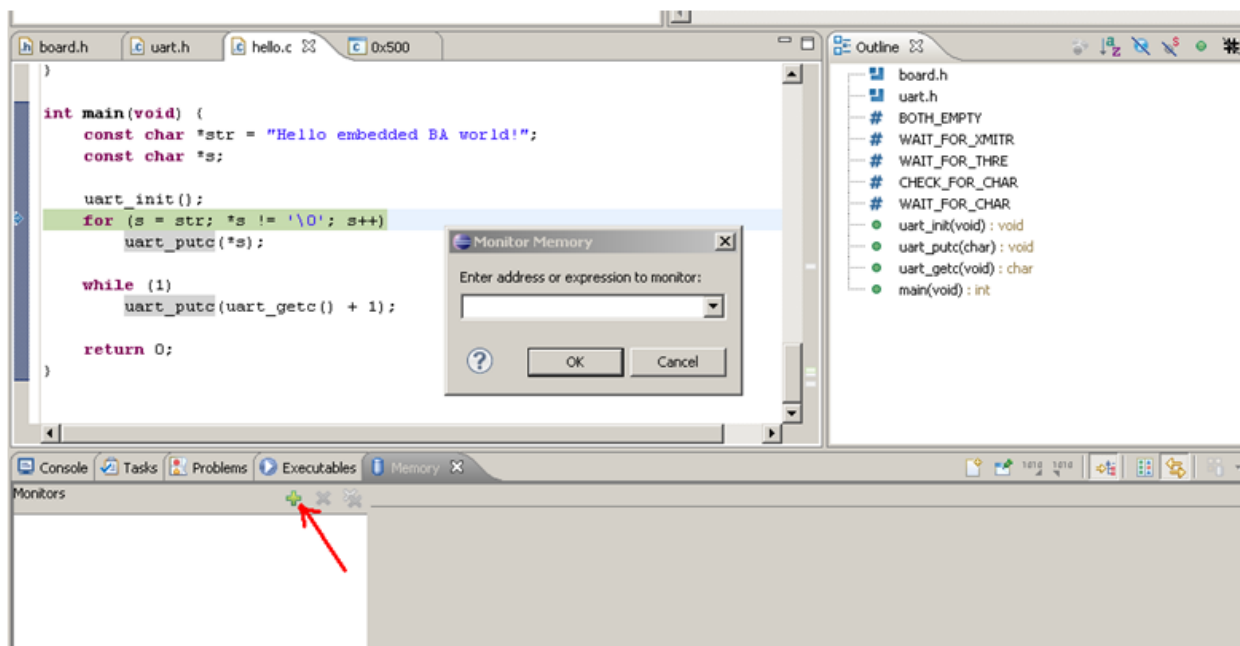 board.h uart.h hello.c 0x500
}
int main(void) {
const char *str = "Hello embedded BA world!";
const char *s;
uart_init();
for (s = str; *s != '\0'; s++)
uart_putc(*s);
while (1)
uart_putc(uart_getc() + 1);
return 0;
}
Monitor Memory
Enter address or expression to monitor:
OK Cancel
Outline
board.h
uart.h
BOTH_EMPTY
WAIT_FOR_XMITR
WAIT_FOR_THRE
CHECK_FOR_CHAR
WAIT_FOR_CHAR
uart_init(void) : void
uart_putc(char) : void
uart_getc(void) : char
main(void) : int
Console Tasks Problems Executables Memory
Monitors